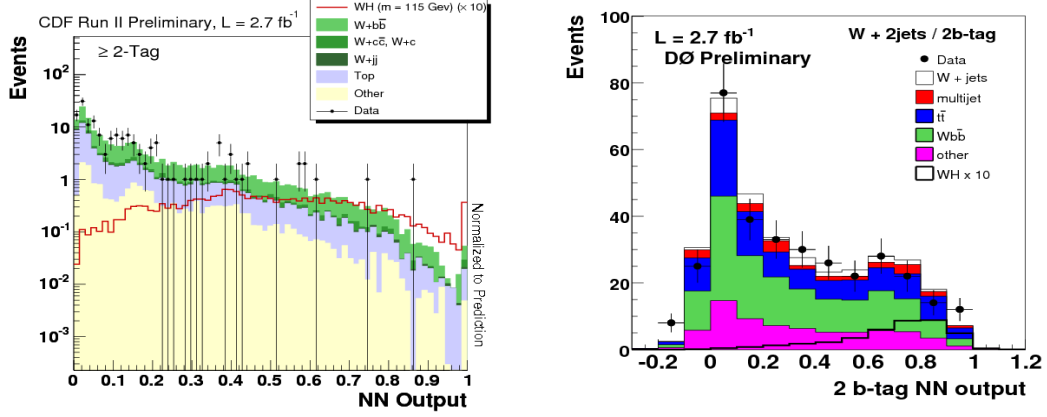 CDF Run II Preliminary, L = 2.7 fb⁻¹
≥ 2-Tag
WH (m = 115 Gev) (×10)
W+bb̄
W+cc̄, W+c
W+jj
Top
Other
Data
Events
10²
10
1
10⁻¹
10⁻²
10⁻³
0 0.1 0.2 0.3 0.4 0.5 0.6 0.7 0.8 0.9 1
NN Output
Normalized to Prediction
L = 2.7 fb⁻¹
DØ Preliminary
W + 2jets / 2b-tag
Data
W + jets
multijet
tt̄
Wbb̄
other
WH x 10
Events
100
80
60
40
20
0
-0.2 0 0.2 0.4 0.6 0.8 1 1.2
2 b-tag NN output